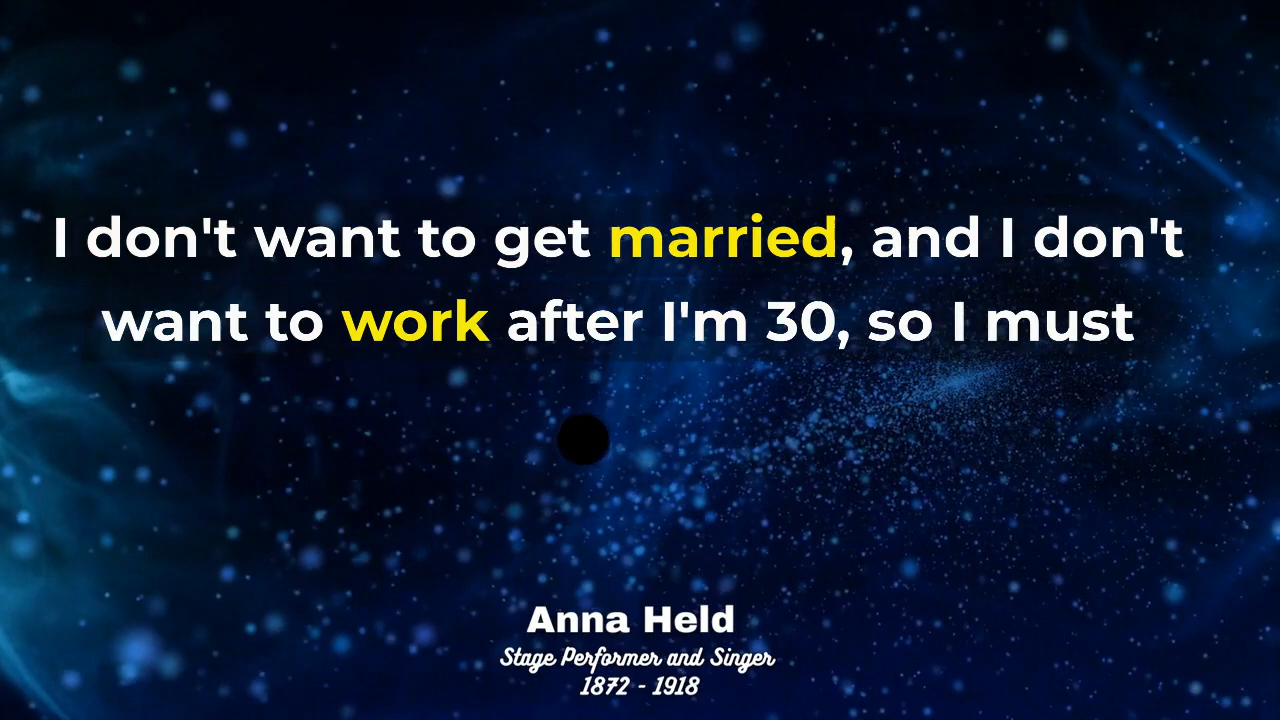 I don't want to get married, and I don't
want to work after I'm 30, so I must
Anna Held
Stage Performer and Singer
1872 - 1918